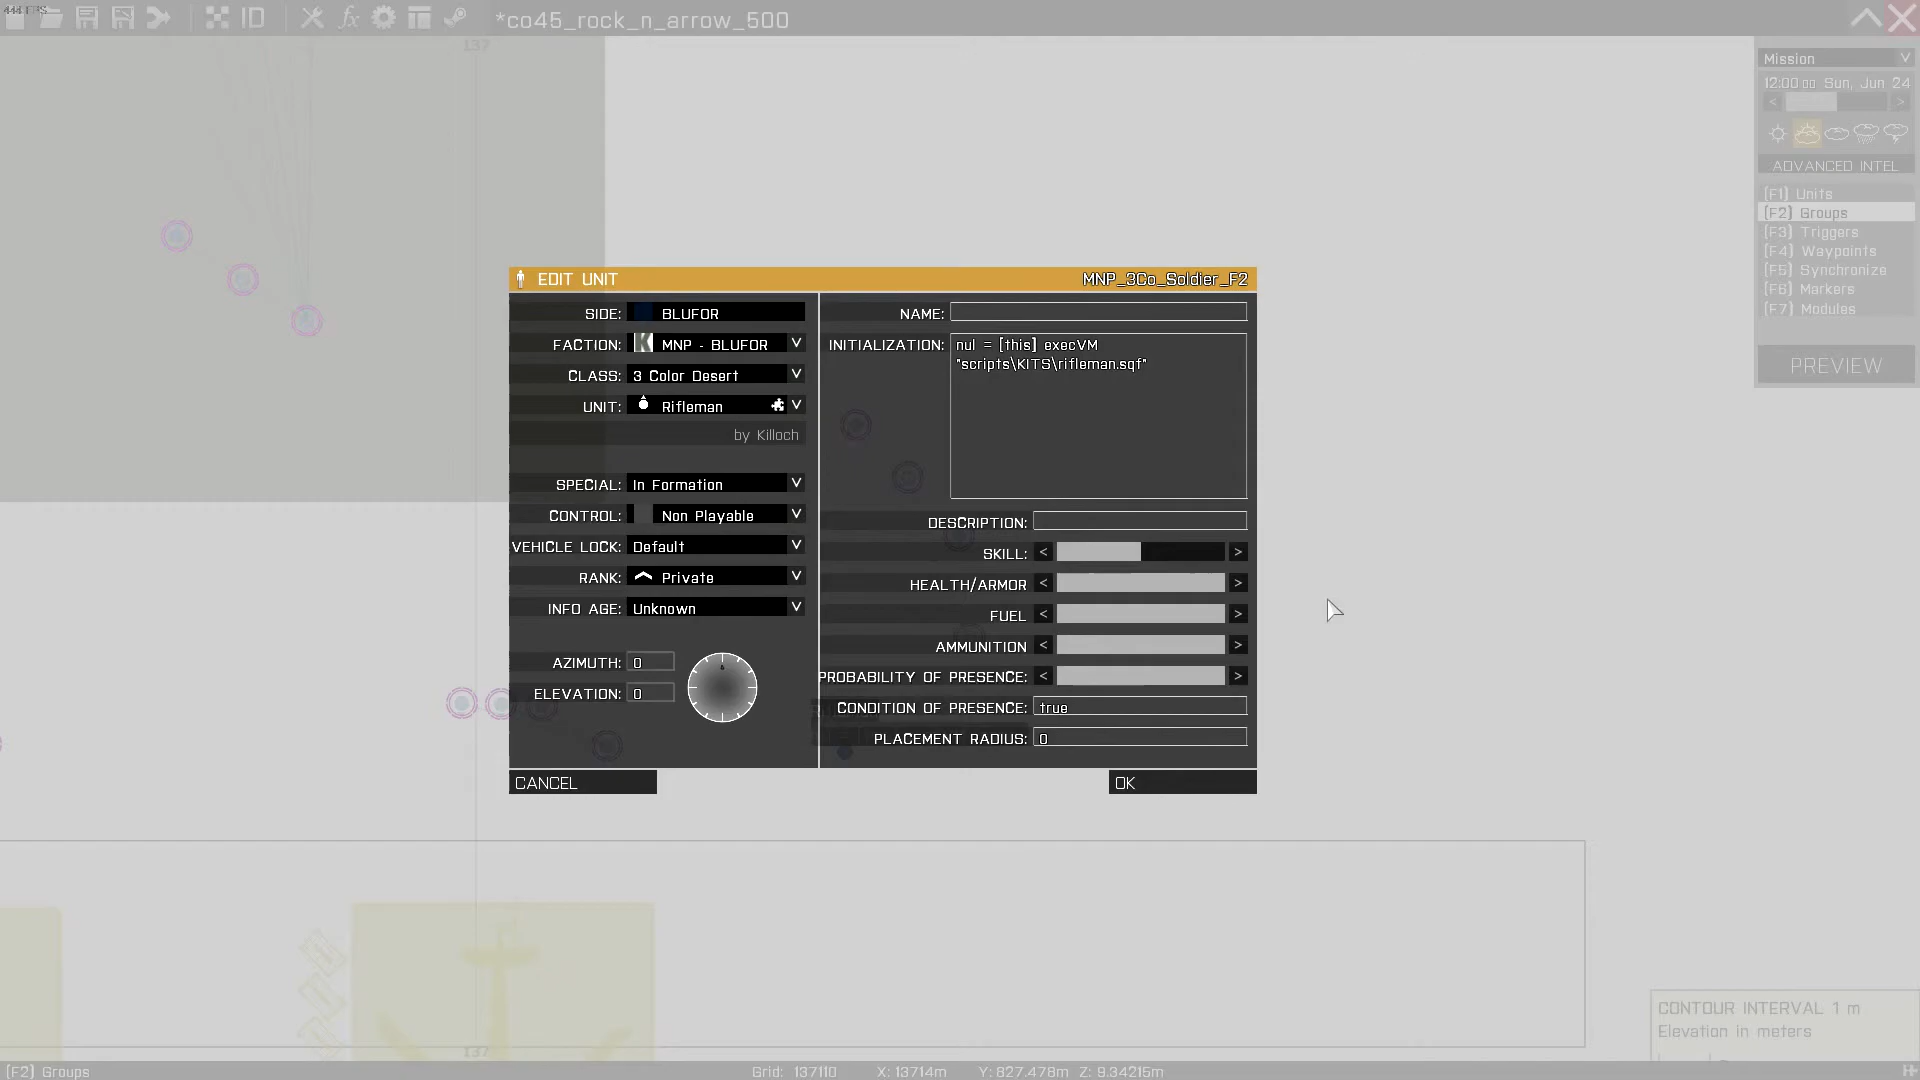 ID
fx
*co45_rock_n_arrow_500
137
Mission
12:00:00 Sun, Jun 24
ADVANCED INTEL
(F1) Units
(F2) Groups
(F3) Triggers
(F4) Waypoints
(F5) Synchronize
(F6) Markers
(F7) Modules
PREVIEW
EDIT UNIT
MNP_3Co_Soldier_F2
SIDE: BLUFOR
FACTION: MNP - BLUFOR
CLASS: 3 Color Desert
UNIT: Rifleman
by Killoch
SPECIAL: In Formation
CONTROL: Non Playable
VEHICLE LOCK: Default
RANK: Private
INFO AGE: Unknown
AZIMUTH: 0
ELEVATION: 0
NAME:
INITIALIZATION: nul = [this] execVM
"scripts\KITS\rifleman.sqf"
DESCRIPTION:
SKILL: < >
HEALTH/ARMOR < >
FUEL < >
AMMUNITION < >
PROBABILITY OF PRESENCE: < >
CONDITION OF PRESENCE: true
PLACEMENT RADIUS: 0
CANCEL
OK
CONTOUR INTERVAL 1 m
Elevation in meters
137
(F2) Groups
Grid: 137110 X: 13714m Y: 827.478m Z: 9.34215m